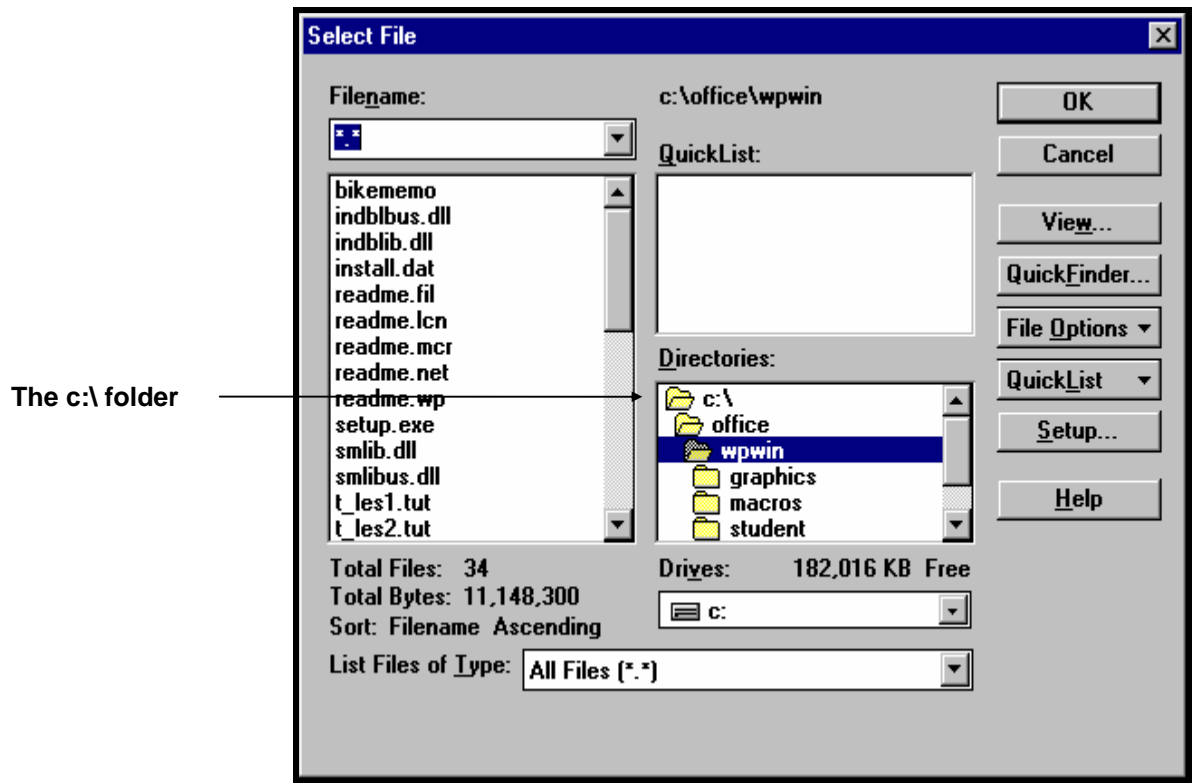 Select File
Filename:
*.*
bikememo
indblbus.dll
indblib.dll
install.dat
readme.fil
readme.lcn
readme.mcr
readme.net
readme.wp
setup.exe
smlib.dll
smlibus.dll
t_les1.tut
t_les2.tut
Total Files: 34
Total Bytes: 11,148,300
Sort: Filename Ascending
List Files of Type: All Files (*.*)
c:\office\wpwin
QuickList:
Directories:
c:\
office
wpwin
graphics
macros
student
Drives: 182,016 KB Free
c:
OK
Cancel
View...
QuickFinder...
File Options
QuickList
Setup...
Help
The c:\ folder